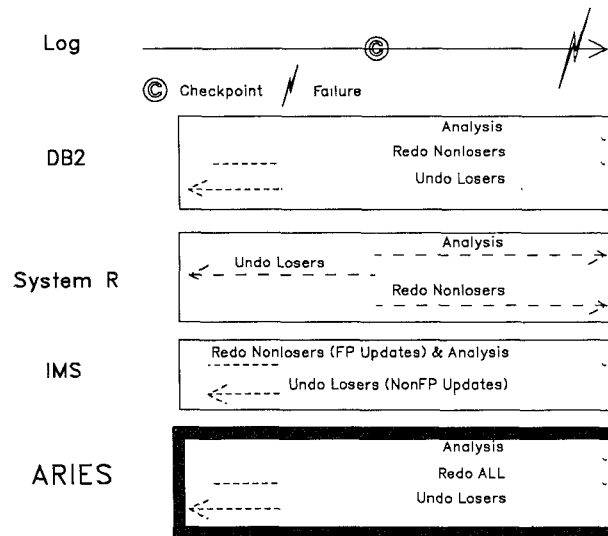 Log
© Checkpoint Failure
DB2
Analysis
Redo Nonlosers
Undo Losers
System R
Analysis
Undo Losers
Redo Nonlosers
IMS
Redo Nonlosers (FP Updates) & Analysis
Undo Losers (NonFP Updates)
ARIES
Analysis
Redo ALL
Undo Losers